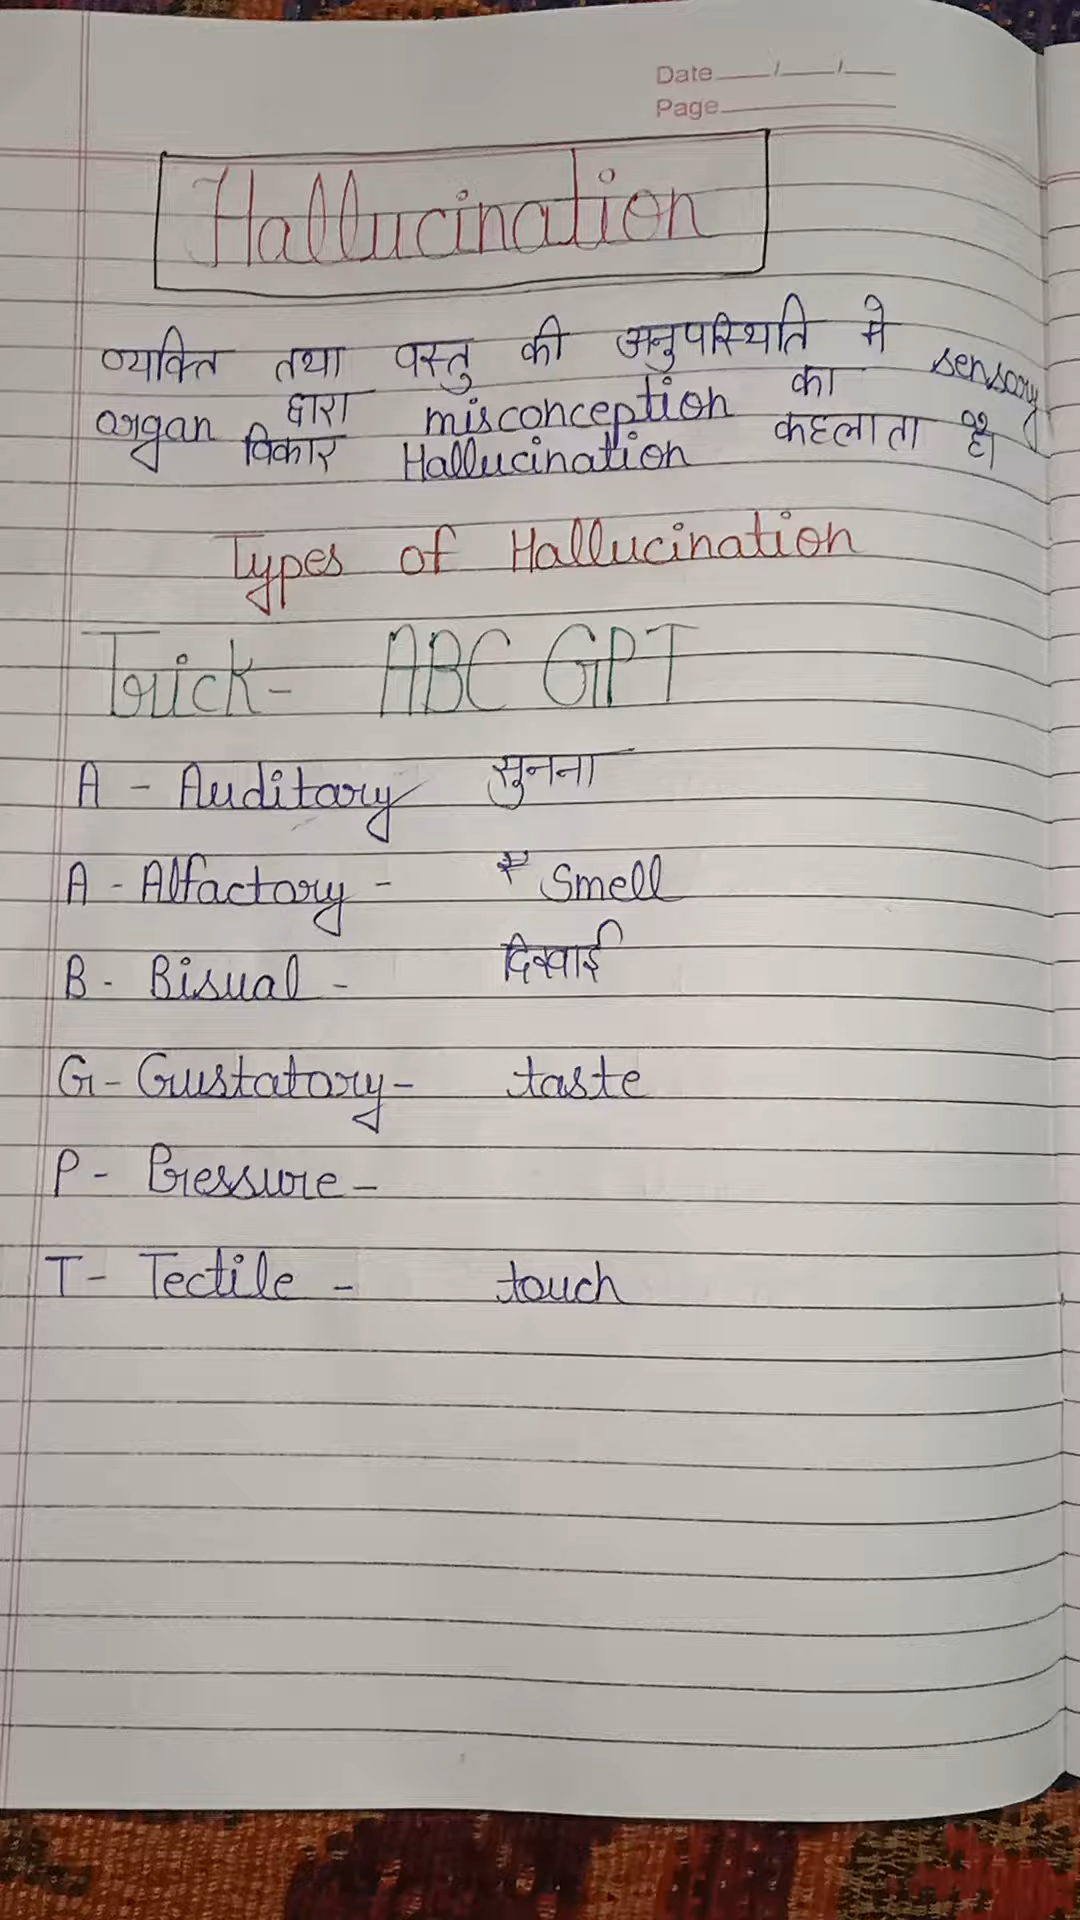 Date / /
Page
Hallucination
व्यक्ति तथा वस्तु की अनुपस्थिति मे sensory
organ द्वारा misconception का
विकार Hallucination कहलाता है।
Types of Hallucination
Trick- ABC GPT
A - Auditary सुनना
A - Alfactory - Smell
B - Bisual - दिखाई
G - Gustatory - taste
P - Pressure -
T - Tectile - touch